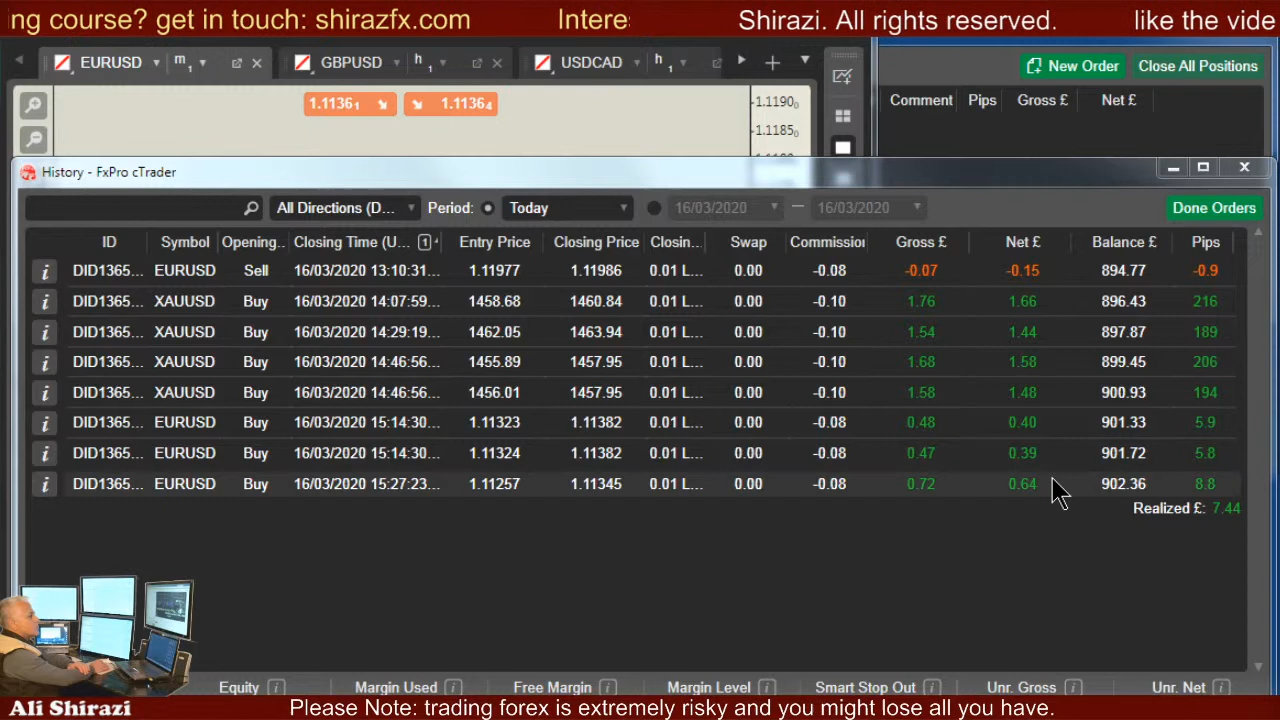 ing course? get in touch: shirazfx.com Interes Shirazi. All rights reserved. like the vide
EURUSD m1 GBPUSD h1 USDCAD h1
New Order Close All Positions
1.11361 1.11364 1.11900
Comment Pips Gross £ Net £
1.11850
History - FxPro cTrader
All Directions (D... Period: Today 16/03/2020 — 16/03/2020 Done Orders
ID Symbol Opening... Closing Time (U... 1 Entry Price Closing Price Closin... Swap Commission Gross £ Net £ Balance £ Pips
i DID1365... EURUSD Sell 16/03/2020 13:10:31... 1.11977 1.11986 0.01 L... 0.00 -0.08 -0.07 -0.15 894.77 -0.9
i DID1365... XAUUSD Buy 16/03/2020 14:07:59... 1458.68 1460.84 0.01 L... 0.00 -0.10 1.76 1.66 896.43 216
i DID1365... XAUUSD Buy 16/03/2020 14:29:19... 1462.05 1463.94 0.01 L... 0.00 -0.10 1.54 1.44 897.87 189
i DID1365... XAUUSD Buy 16/03/2020 14:46:56... 1455.89 1457.95 0.01 L... 0.00 -0.10 1.68 1.58 899.45 206
i DID1365... XAUUSD Buy 16/03/2020 14:46:56... 1456.01 1457.95 0.01 L... 0.00 -0.10 1.58 1.48 900.93 194
i DID1365... EURUSD Buy 16/03/2020 15:14:30... 1.11323 1.11382 0.01 L... 0.00 -0.08 0.48 0.40 901.33 5.9
i DID1365... EURUSD Buy 16/03/2020 15:14:30... 1.11324 1.11382 0.01 L... 0.00 -0.08 0.47 0.39 901.72 5.8
i DID1365... EURUSD Buy 16/03/2020 15:27:23... 1.11257 1.11345 0.01 L... 0.00 -0.08 0.72 0.64 902.36 8.8
Realized £: 7.44
Equity i Margin Used i Free Margin i Margin Level i Smart Stop Out i Unr. Gross i Unr. Net i
Ali Shirazi Please Note: trading forex is extremely risky and you might lose all you have.